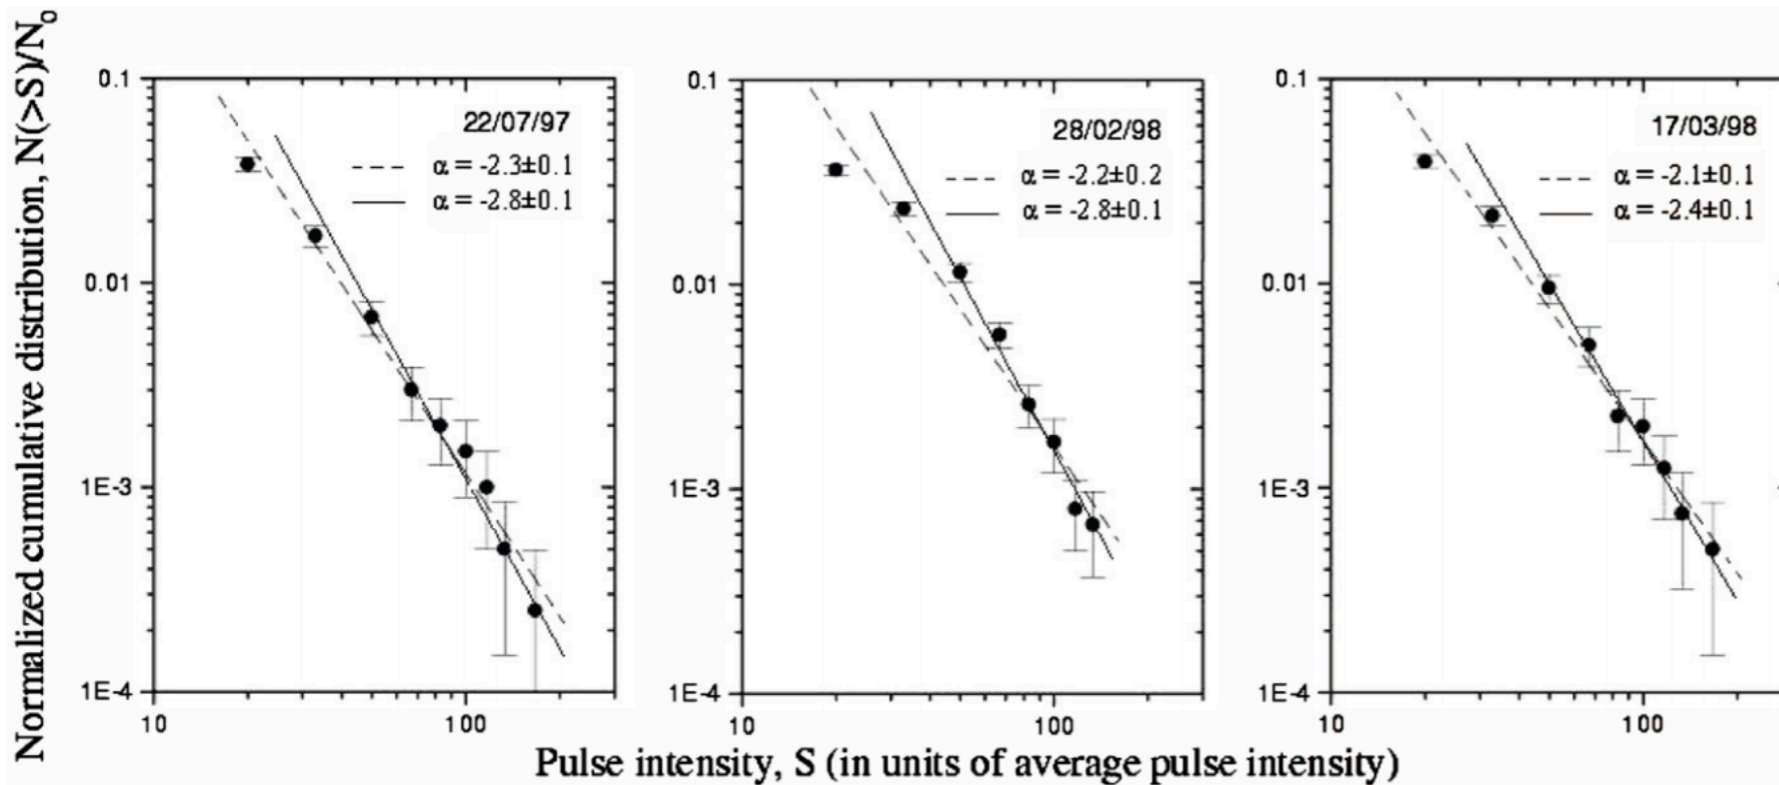 Normalized cumulative distribution, N(>S)/N₀
0.1
0.01
1E-3
1E-4
10
100
22/07/97
α = -2.3±0.1
α = -2.8±0.1
0.1
0.01
1E-3
1E-4
10
100
28/02/98
α = -2.2±0.2
α = -2.8±0.1
0.1
0.01
1E-3
1E-4
10
100
17/03/98
α = -2.1±0.1
α = -2.4±0.1
Pulse intensity, S (in units of average pulse intensity)